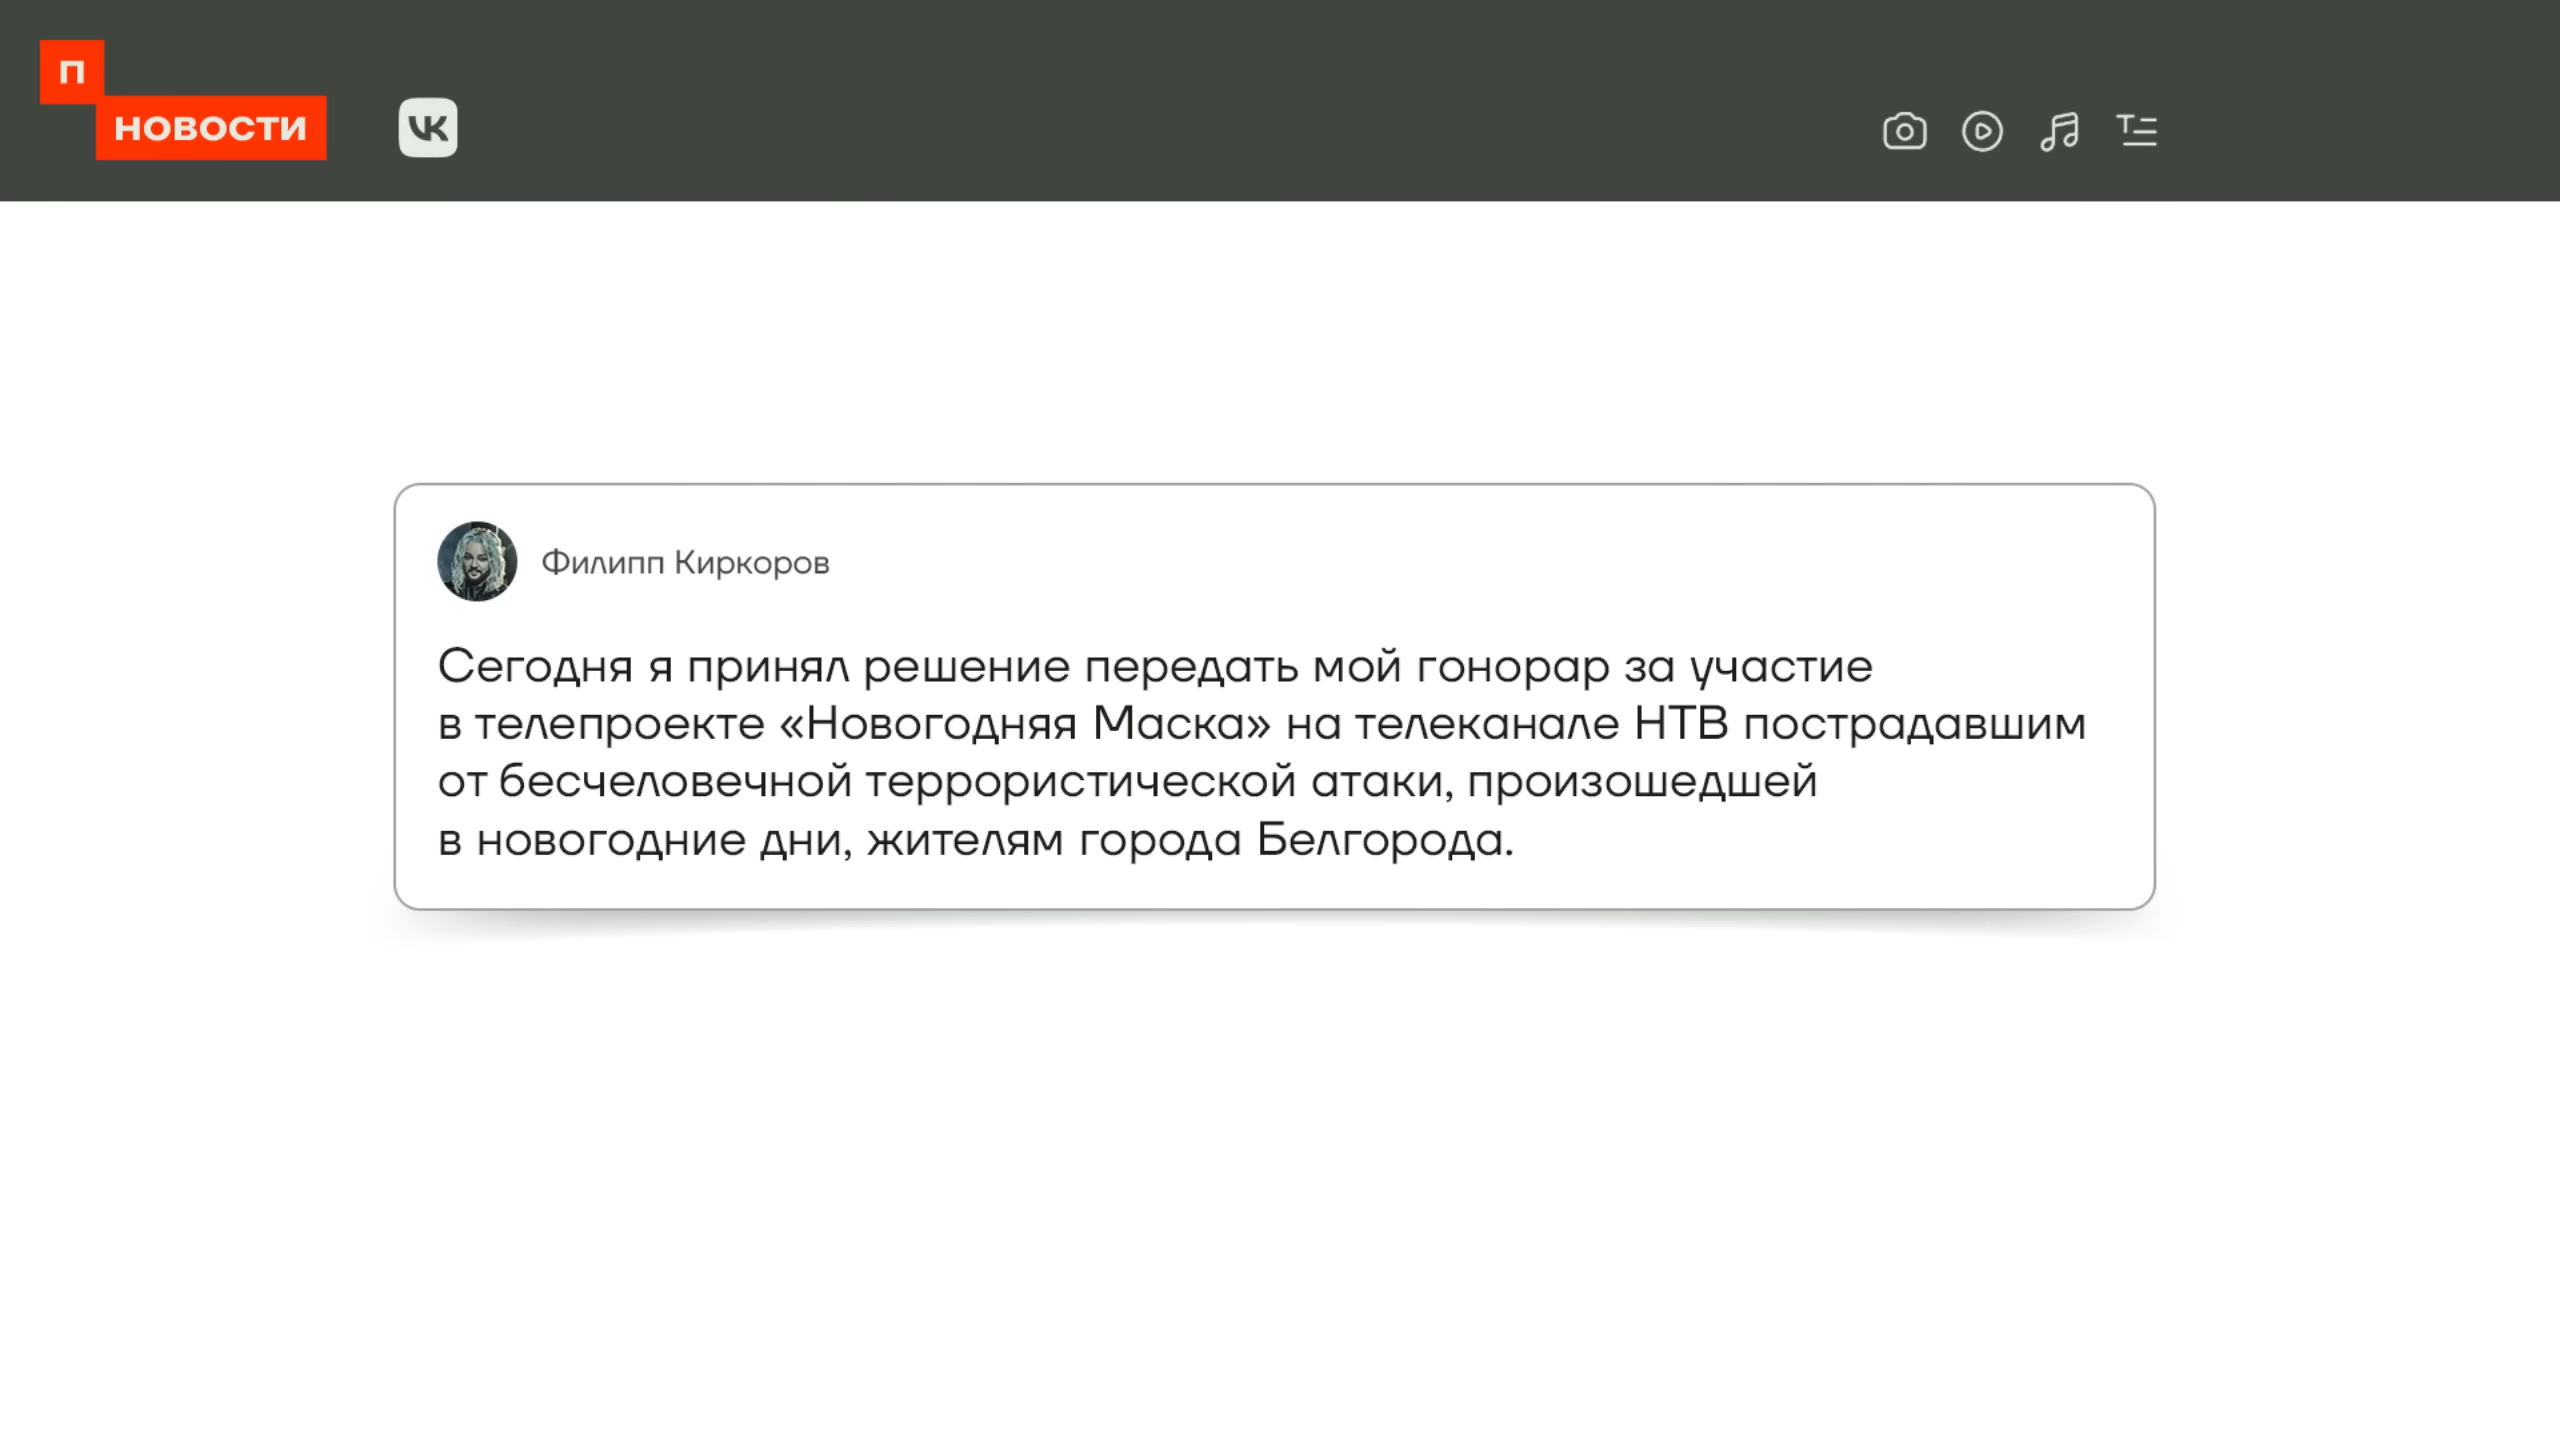 П
НОВОСТИ
Филипп Киркоров
Сегодня я принял решение передать мой гонорар за участие
в телепроекте «Новогодняя Маска» на телеканале НТВ пострадавшим
от бесчеловечной террористической атаки, произошедшей
в новогодние дни, жителям города Белгорода.